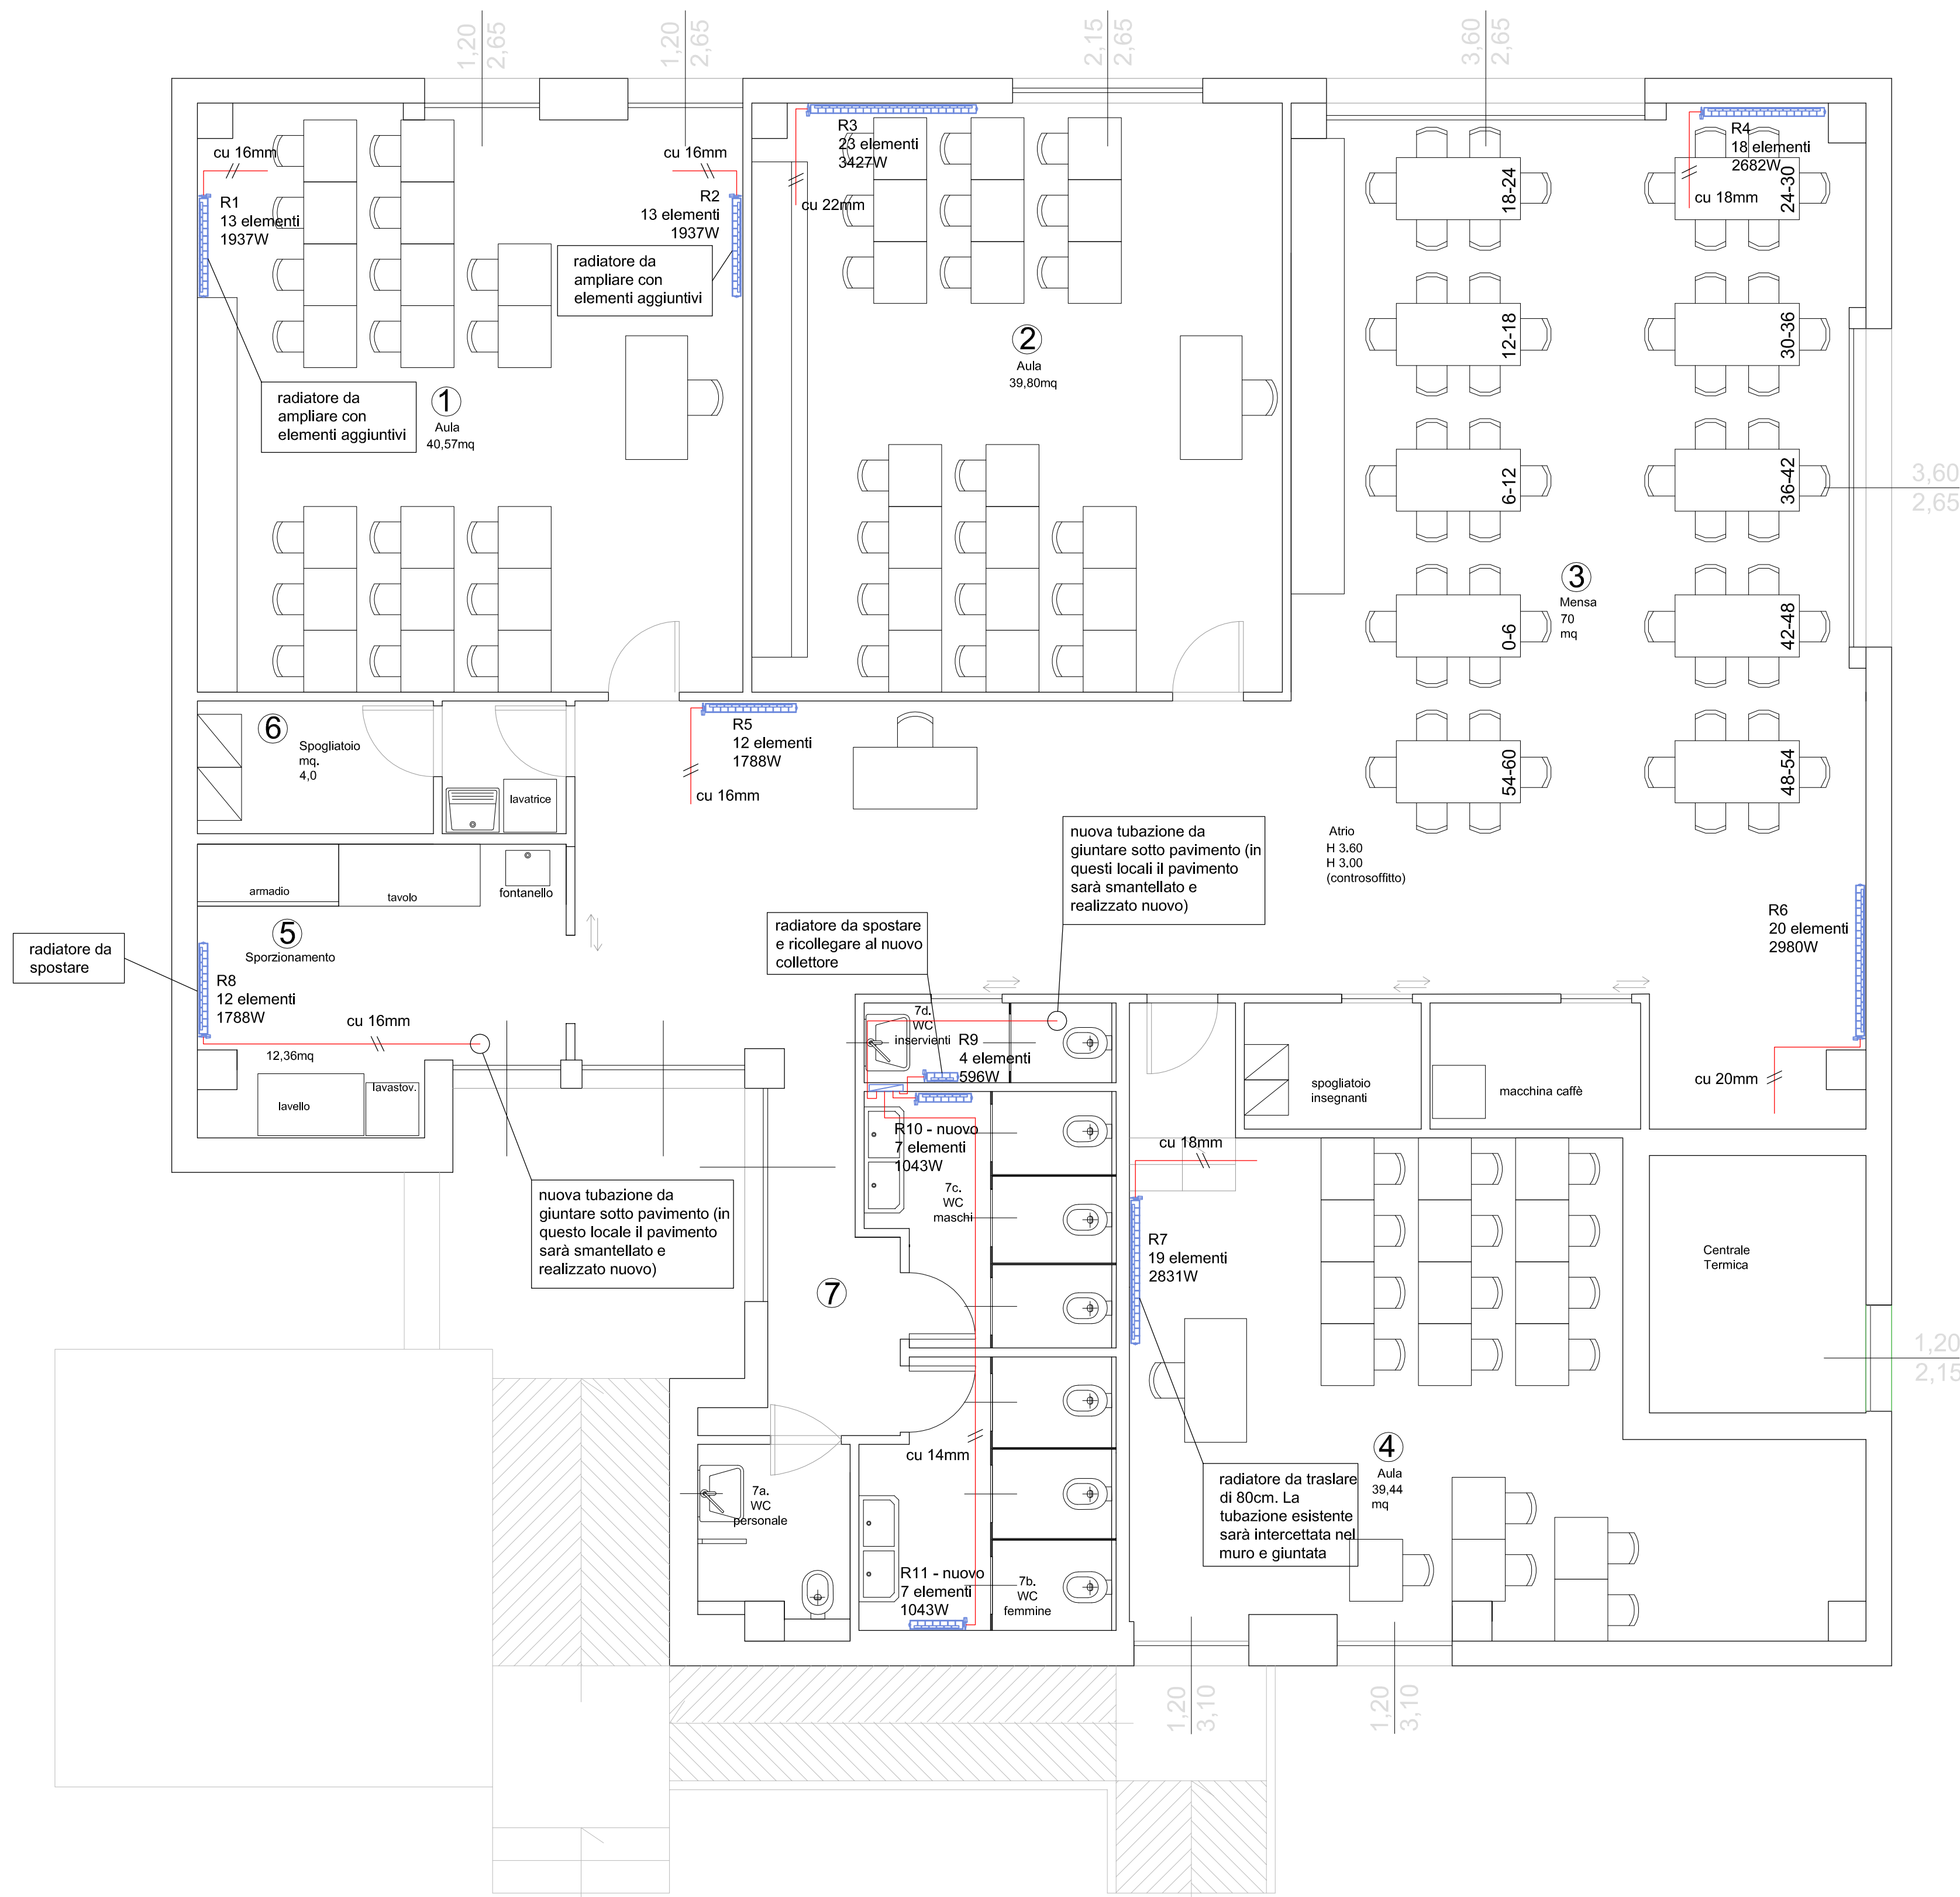 1,20
2,65
1,20
2,65
2,15
2,65
3,60
2,65
cu 16mm
R1
13 elementi
1937W
cu 16mm
R2
13 elementi
1937W
radiatore da
ampliare con
elementi aggiuntivi
radiatore da
ampliare con
elementi aggiuntivi
1
Aula
40,57mq
R3
23 elementi
3427W
cu 22mm
2
Aula
39,80mq
R4
18 elementi
2682W
cu 18mm
18-24
24-30
12-18
30-36
6-12
36-42
0-6
42-48
54-60
48-54
3,60
2,65
3
Mensa
70
mq
6
Spogliatoio
mq.
4,0
lavatrice
R5
12 elementi
1788W
cu 16mm
armadio
tavolo
fontanello
5
Sporzionamento
radiatore da
spostare
R8
12 elementi
1788W
cu 16mm
12,36mq
lavello
lavastov.
nuova tubazione da
giuntare sotto pavimento (in
questi locali il pavimento
sarà smantellato e
realizzato nuovo)
radiatore da spostare
e ricollegare al nuovo
collettore
Atrio
H 3.60
H 3.00
(controsoffitto)
R6
20 elementi
2980W
cu 20mm
7d.
WC
inservienti
R9
4 elementi
596W
spogliatoio
insegnanti
macchina caffè
R10 - nuovo
7 elementi
1043W
7c.
WC
maschi
cu 18mm
nuova tubazione da
giuntare sotto pavimento (in
questo locale il pavimento
sarà smantellato e
realizzato nuovo)
7
R7
19 elementi
2831W
Centrale
Termica
1,20
2,15
cu 14mm
7a.
WC
personale
radiatore da traslare
di 80cm. La
tubazione esistente
sarà intercettata nel
muro e giuntata
4
Aula
39,44
mq
R11 - nuovo
7 elementi
1043W
7b.
WC
femmine
1,20
3,10
1,20
3,10